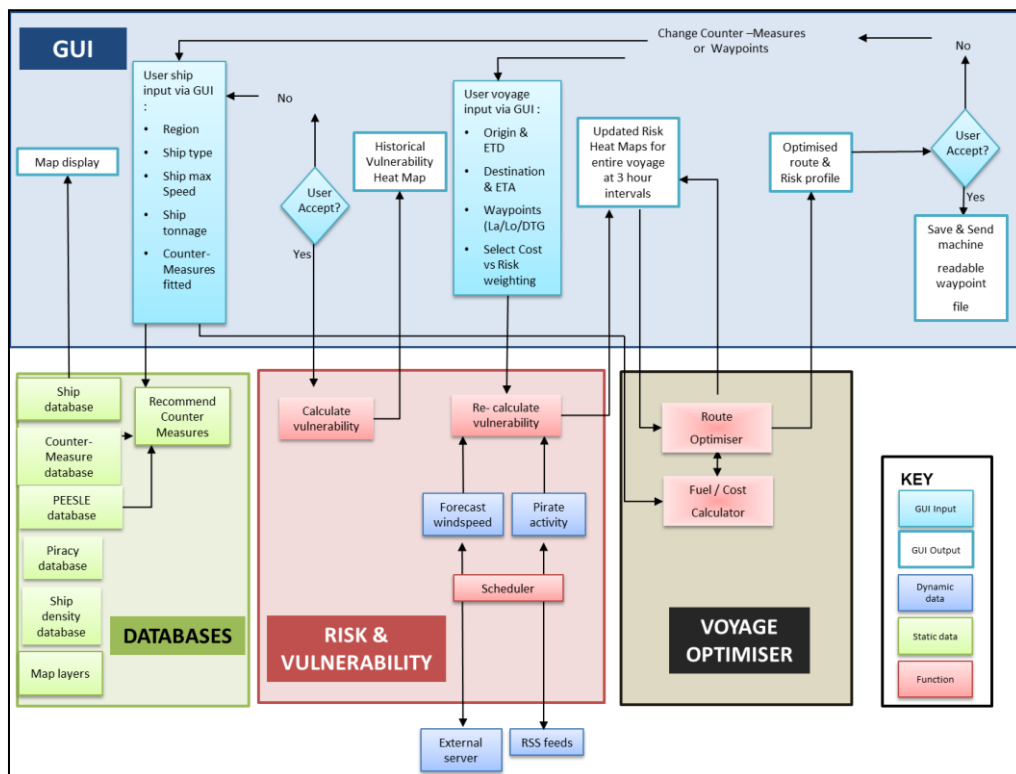 GUI
Change Counter –Measures
or Waypoints
No
User ship
input via GUI
:
• Region
• Ship type
• Ship max
Speed
• Ship
tonnage
• Counter-
Measures
fitted
No
User
Accept?
Yes
Map display
Historical
Vulnerability
Heat Map
User voyage
input via GUI :
• Origin &
ETD
• Destination
& ETA
• Waypoints
(La/Lo/DTG
• Select Cost
vs Risk
weighting
Updated Risk
Heat Maps for
entire voyage
at 3 hour
intervals
Optimised
route &
Risk profile
User
Accept?
Yes
Save & Send
machine
readable
waypoint
file
Ship
database
Recommend
Counter
Measures
Counter-
Measure
database
PEESLE
database
Piracy
database
Ship
density
database
Map layers
DATABASES
Calculate
vulnerability
Re- calculate
vulnerability
Forecast
windspeed
Pirate
activity
Scheduler
RISK &
VULNERABILITY
External
server
RSS feeds
Route
Optimiser
Fuel / Cost
Calculator
VOYAGE
OPTIMISER
KEY
GUI Input
GUI Output
Dynamic
data
Static data
Function